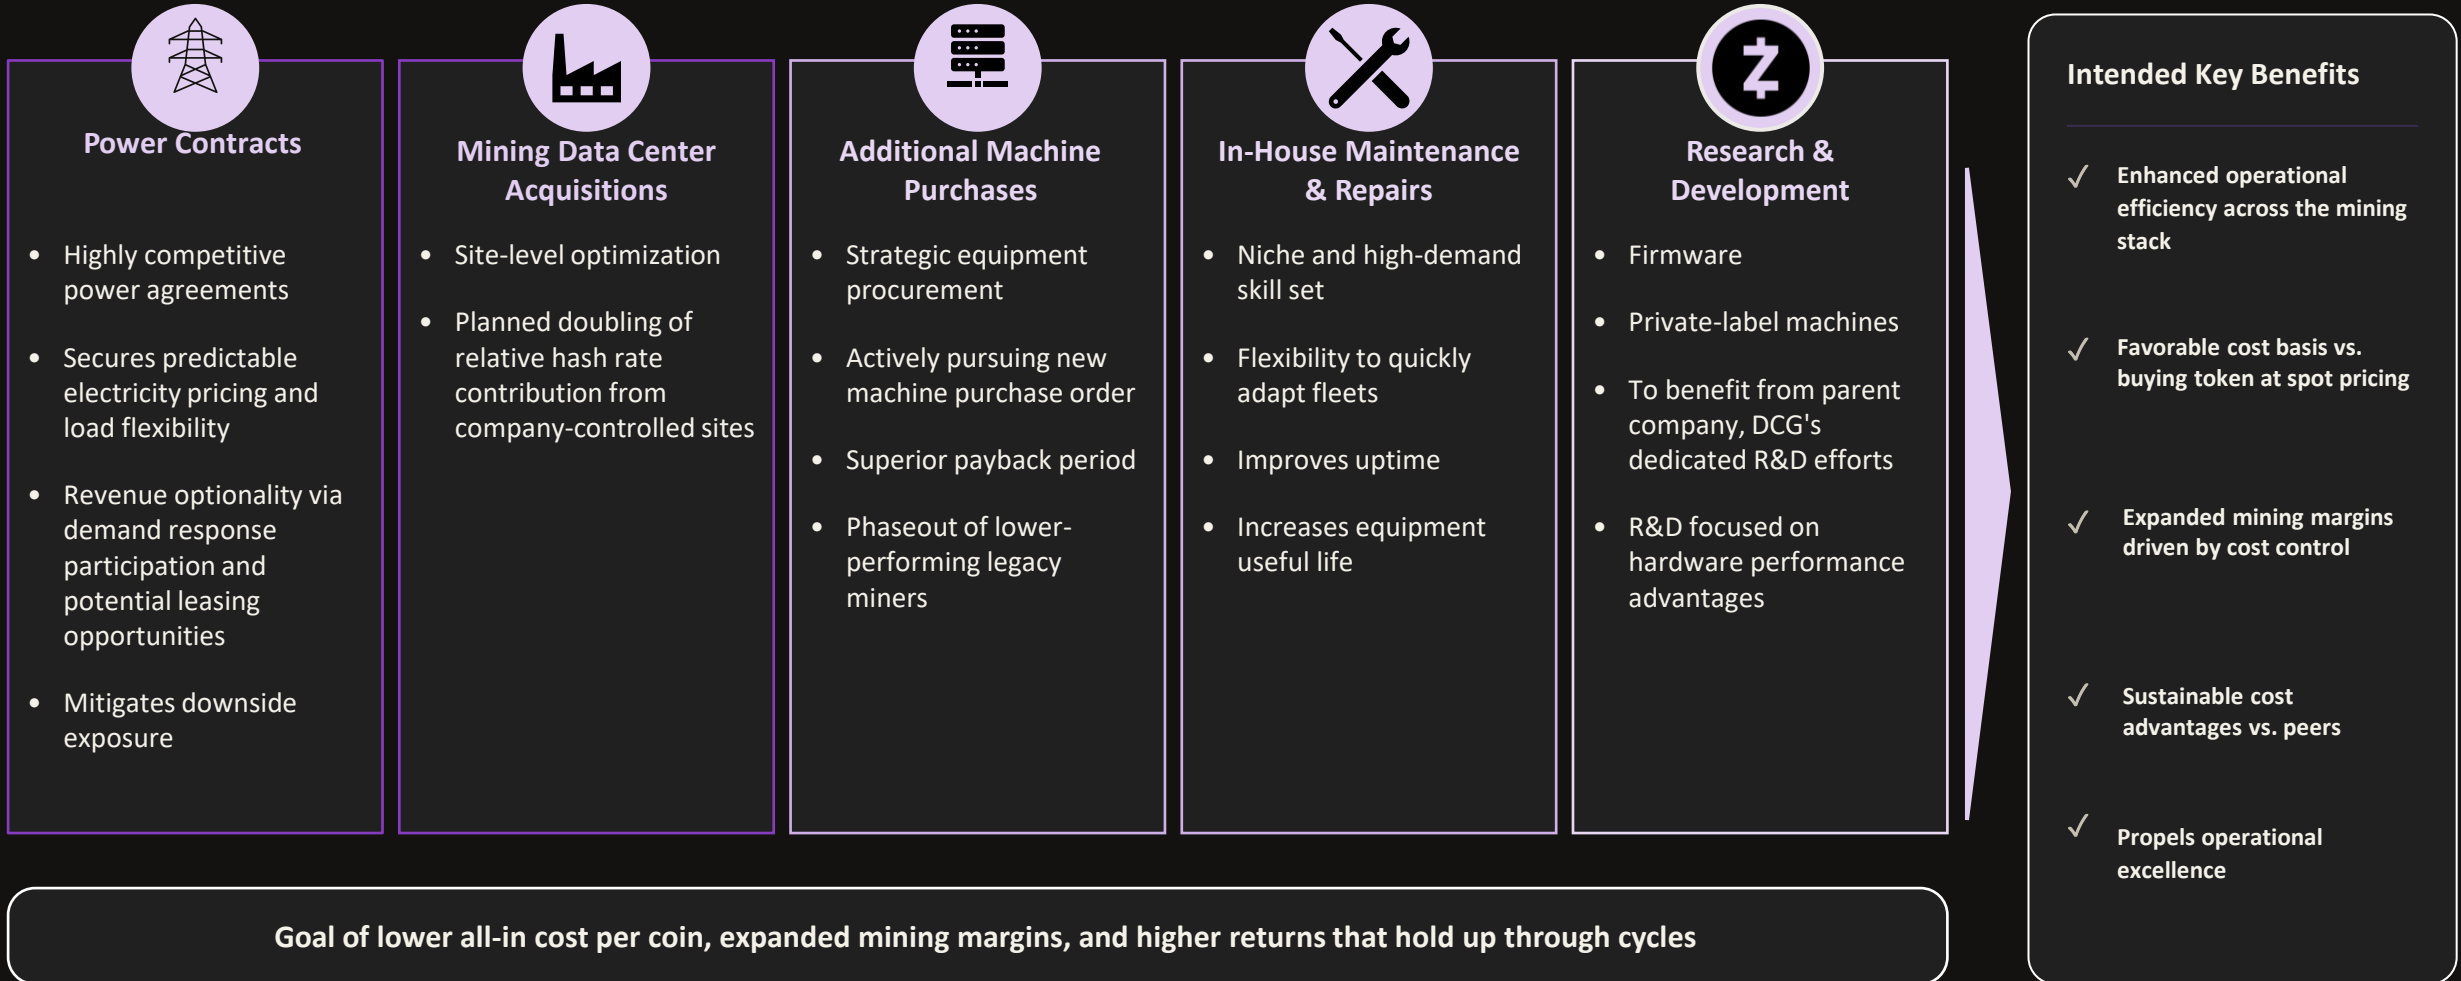 Power Contracts
• Highly competitive
power agreements
• Secures predictable
electricity pricing and
load flexibility
• Revenue optionality via
demand response
participation and
potential leasing
opportunities
• Mitigates downside
exposure
Mining Data Center
Acquisitions
• Site-level optimization
• Planned doubling of
relative hash rate
contribution from
company-controlled sites
Additional Machine
Purchases
• Strategic equipment
procurement
• Actively pursuing new
machine purchase order
• Superior payback period
• Phaseout of lower-
performing legacy
miners
In-House Maintenance
& Repairs
• Niche and high-demand
skill set
• Flexibility to quickly
adapt fleets
• Improves uptime
• Increases equipment
useful life
Research &
Development
• Firmware
• Private-label machines
• To benefit from parent
company, DCG's
dedicated R&D efforts
• R&D focused on
hardware performance
advantages
Intended Key Benefits
✓ Enhanced operational
efficiency across the mining
stack
✓ Favorable cost basis vs.
buying token at spot pricing
✓ Expanded mining margins
driven by cost control
✓ Sustainable cost
advantages vs. peers
✓ Propels operational
excellence
Goal of lower all-in cost per coin, expanded mining margins, and higher returns that hold up through cycles